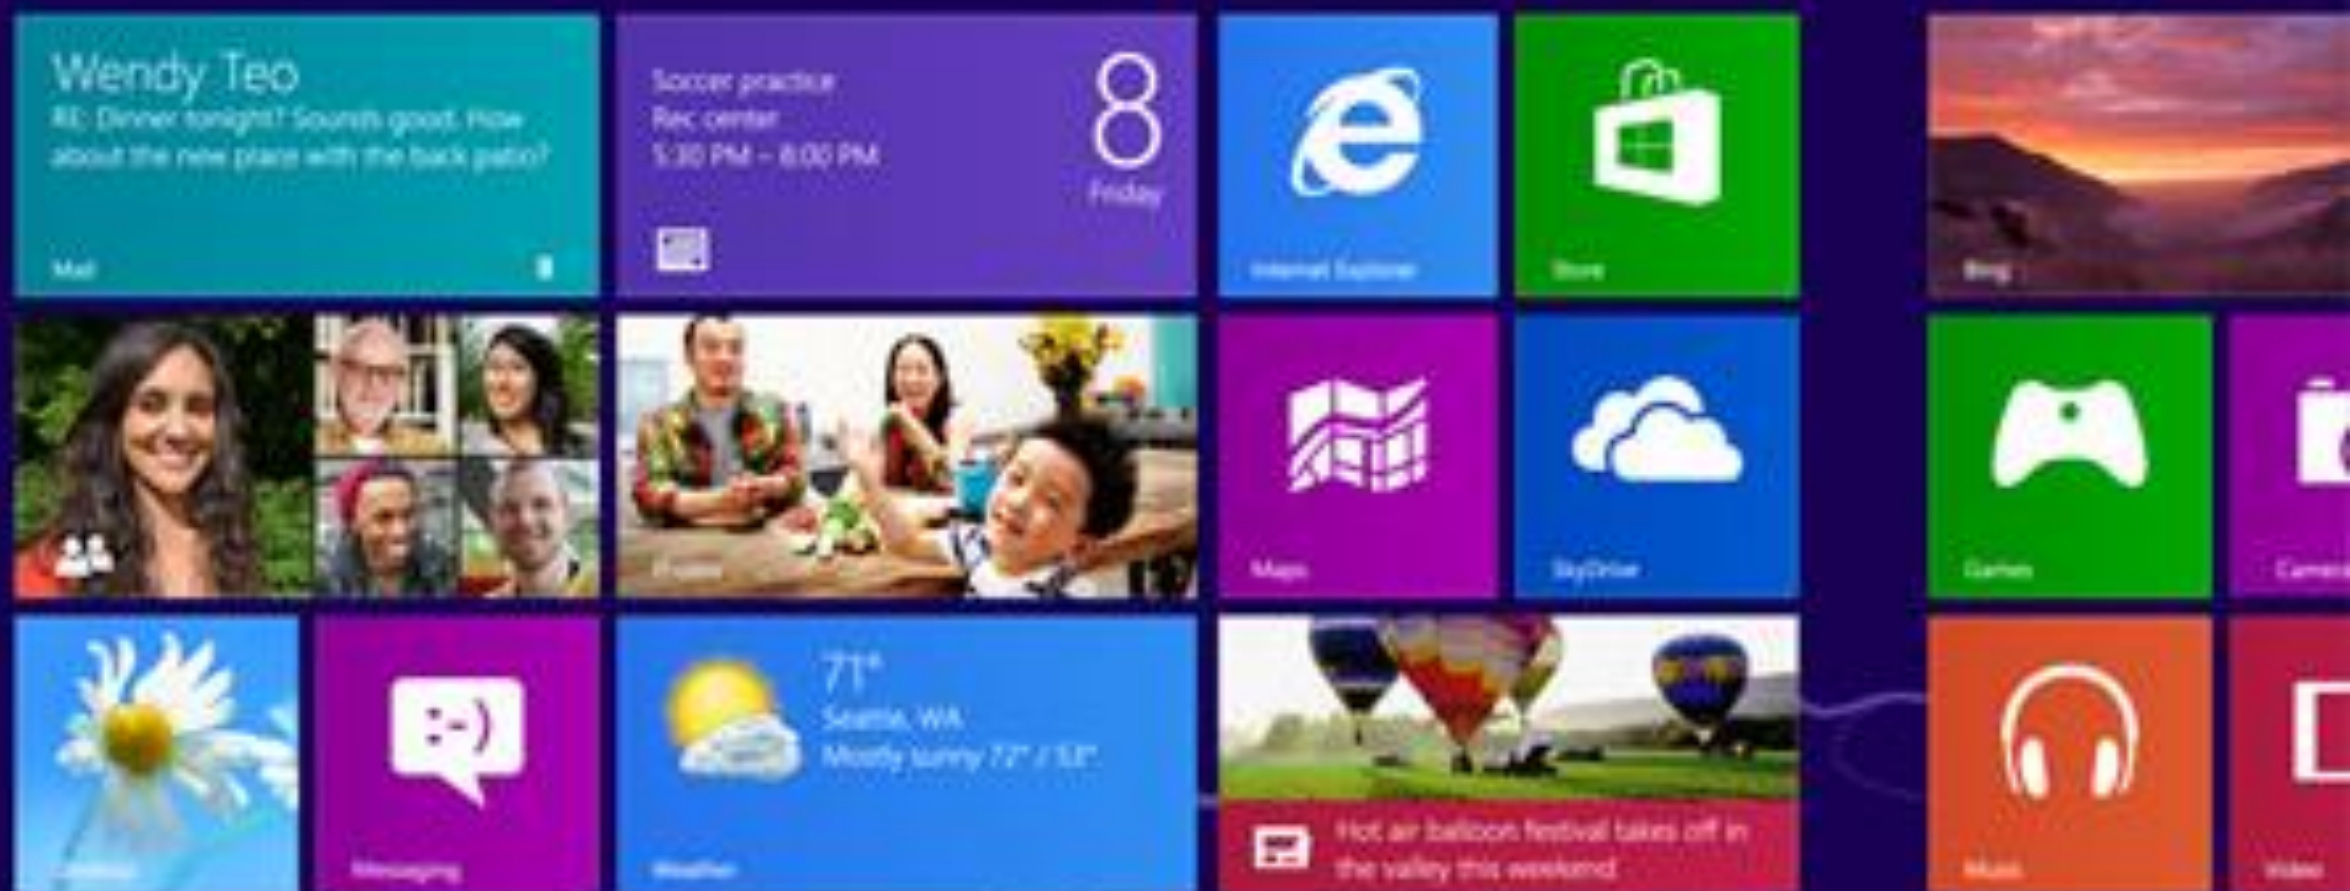 Wendy Teo
RE: Dinner tonight? Sounds good. How
about the new place with the back patio?
Mail
8
Soccer practice
Rec center
5:30 PM – 8:00 PM
8
Friday
Internet Explorer
Store
Bing
Photos
Maps
SkyDrive
Games
Camera
:-)
Messaging
71°
Seattle, WA
Mostly sunny 72° / 53°
Weather
Hot air balloon festival takes off in
the valley this weekend
Music
Video